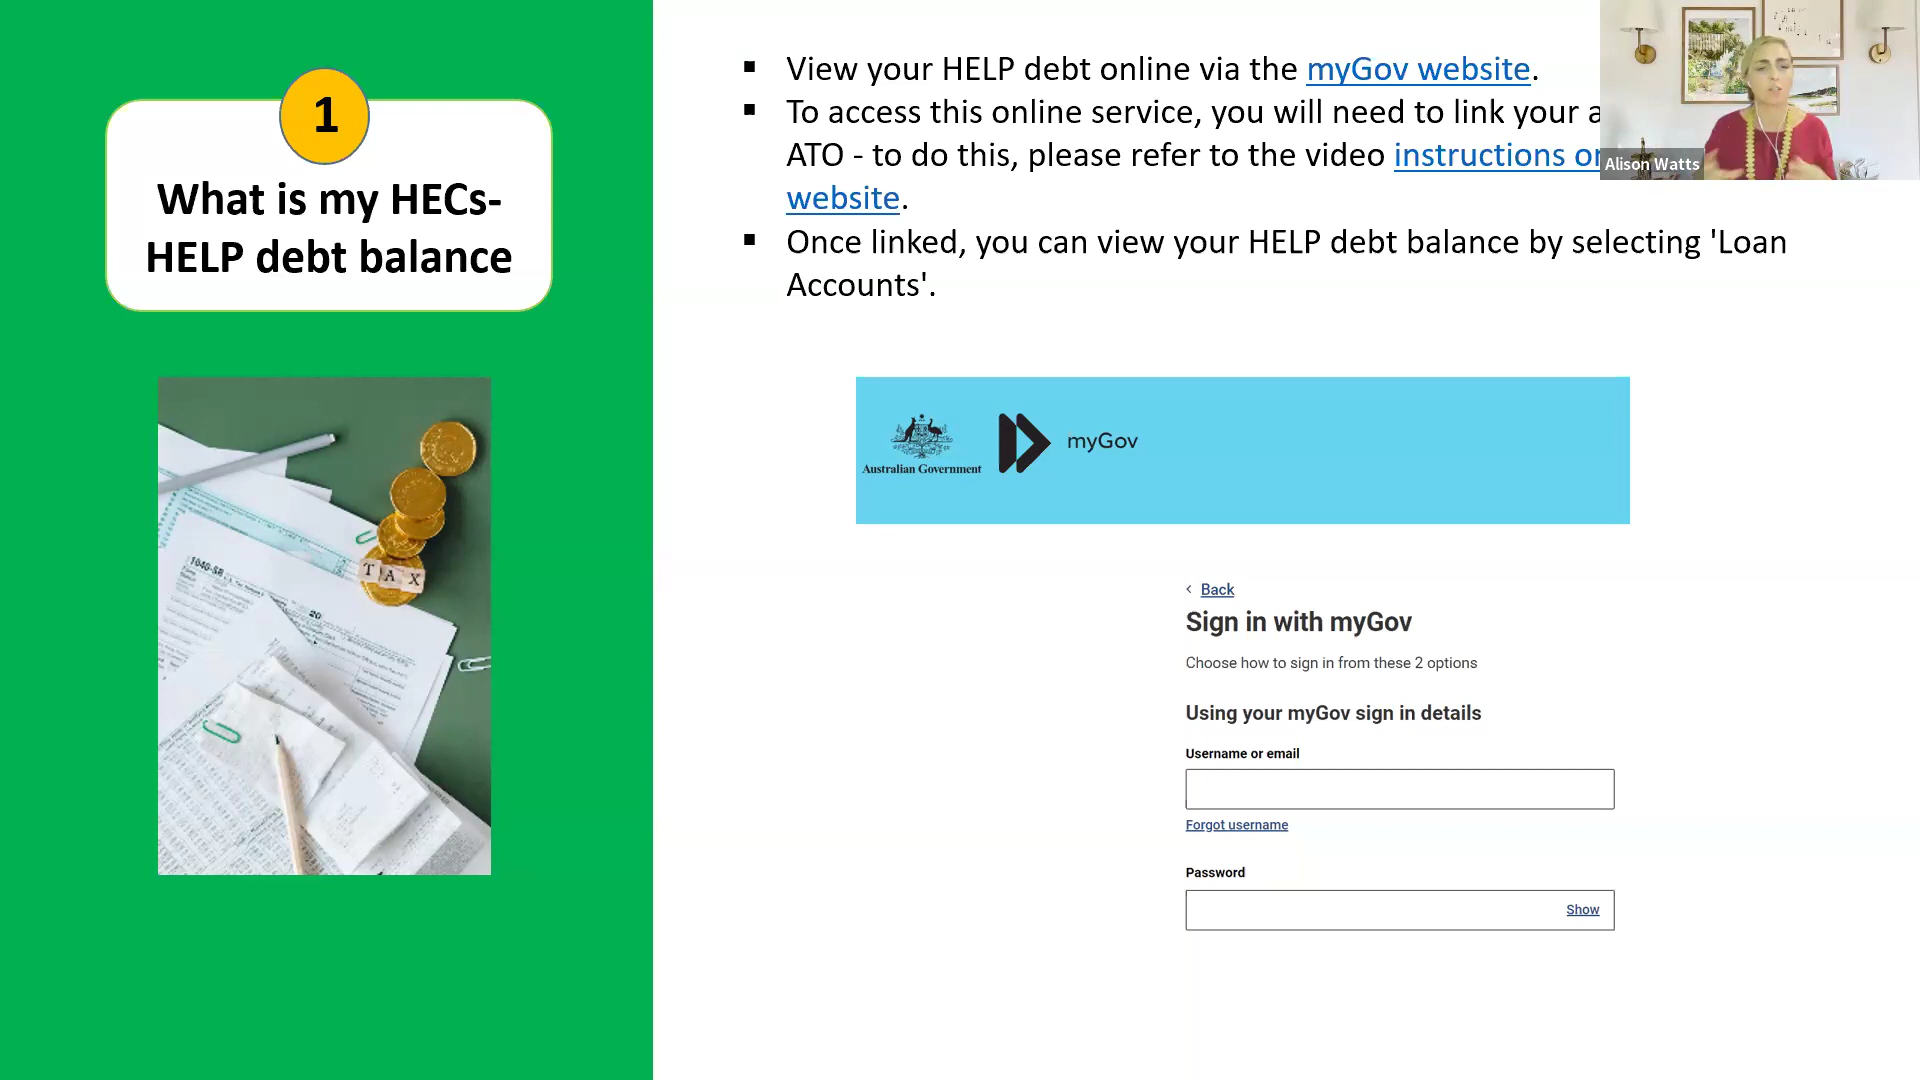 1
What is my HECs-
HELP debt balance
▪ View your HELP debt online via the myGov website.
▪ To access this online service, you will need to link your a
ATO - to do this, please refer to the video instructions or
website.
▪ Once linked, you can view your HELP debt balance by selecting 'Loan
Accounts'.
Alison Watts
Australian Government
myGov
TAX
1040-SR
20
< Back
Sign in with myGov
Choose how to sign in from these 2 options
Using your myGov sign in details
Username or email
Forgot username
Password
Show